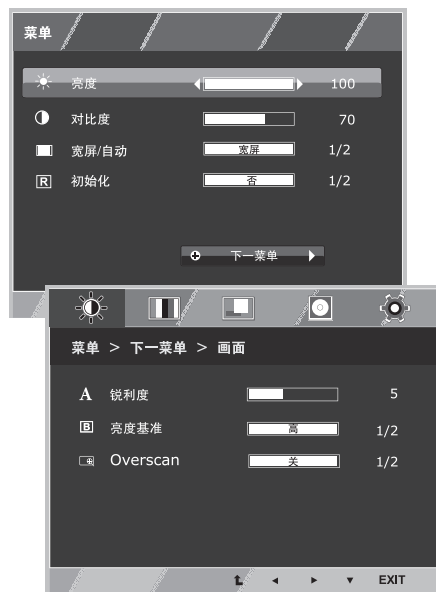 菜单
亮度 100
对比度 70
宽屏/自动 宽屏 1/2
R 初始化 否 1/2
下一菜单
菜单 > 下一菜单 > 画面
A 锐利度 5
B 亮度基准 高 1/2
Overscan 关 1/2
EXIT